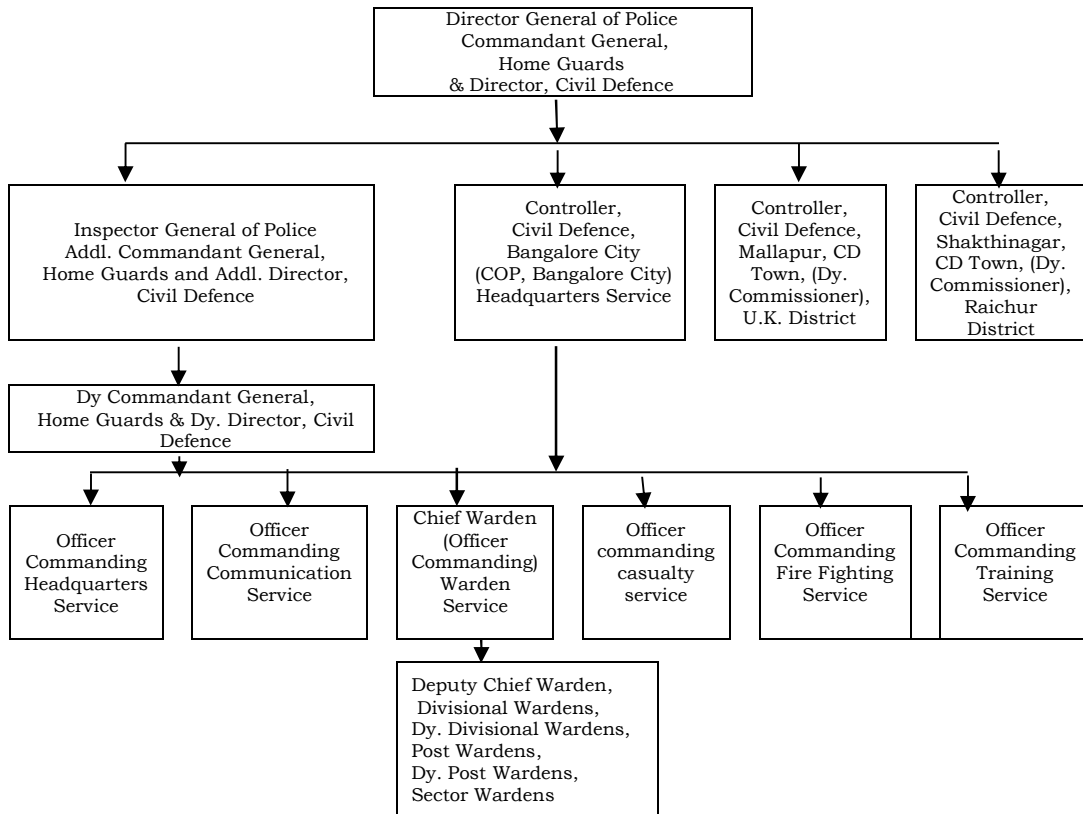 Director General of Police
Commandant General,
Home Guards
& Director, Civil Defence
Inspector General of Police
Addl. Commandant General,
Home Guards and Addl. Director,
Civil Defence
Controller,
Civil Defence,
Bangalore City
(COP, Bangalore City)
Headquarters Service
Controller,
Civil Defence,
Mallapur, CD
Town, (Dy.
Commissioner),
U.K. District
Controller,
Civil Defence,
Shakthinagar,
CD Town, (Dy.
Commissioner),
Raichur
District
Dy Commandant General,
Home Guards & Dy. Director, Civil
Defence
Officer
Commanding
Headquarters
Service
Officer
Commanding
Communication
Service
Chief Warden
(Officer
Commanding)
Warden
Service
Officer
commanding
casualty
service
Officer
Commanding
Fire Fighting
Service
Officer
Commanding
Training
Service
Deputy Chief Warden,
Divisional Wardens,
Dy. Divisional Wardens,
Post Wardens,
Dy. Post Wardens,
Sector Wardens